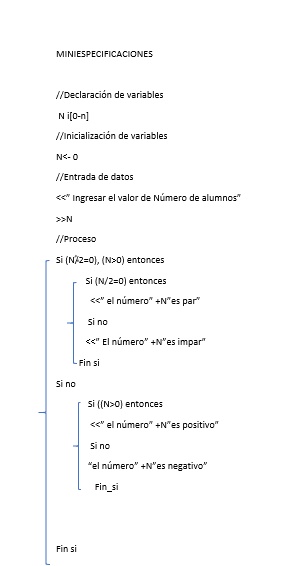 MINIESPECIFICACIONES
//Declaración de variables
N i[0-n]
//Inicialización de variables
N<- 0
//Entrada de datos
<<" Ingresar el valor de Número de alumnos"
>>N
//Proceso
Si (N/2=0), (N>0) entonces
Si (N/2=0) entonces
<<" el número" +N"es par"
Si no
<<" El número" +N"es impar"
Fin si
Si no
Si ((N>0) entonces
<<" el número" +N"es positivo"
Si no
"el número" +N"es negativo"
Fin_si
Fin si